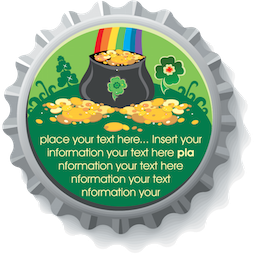 place your text here... Insert your
information your text here pla
nformation your text here
nformation your text
nformation your